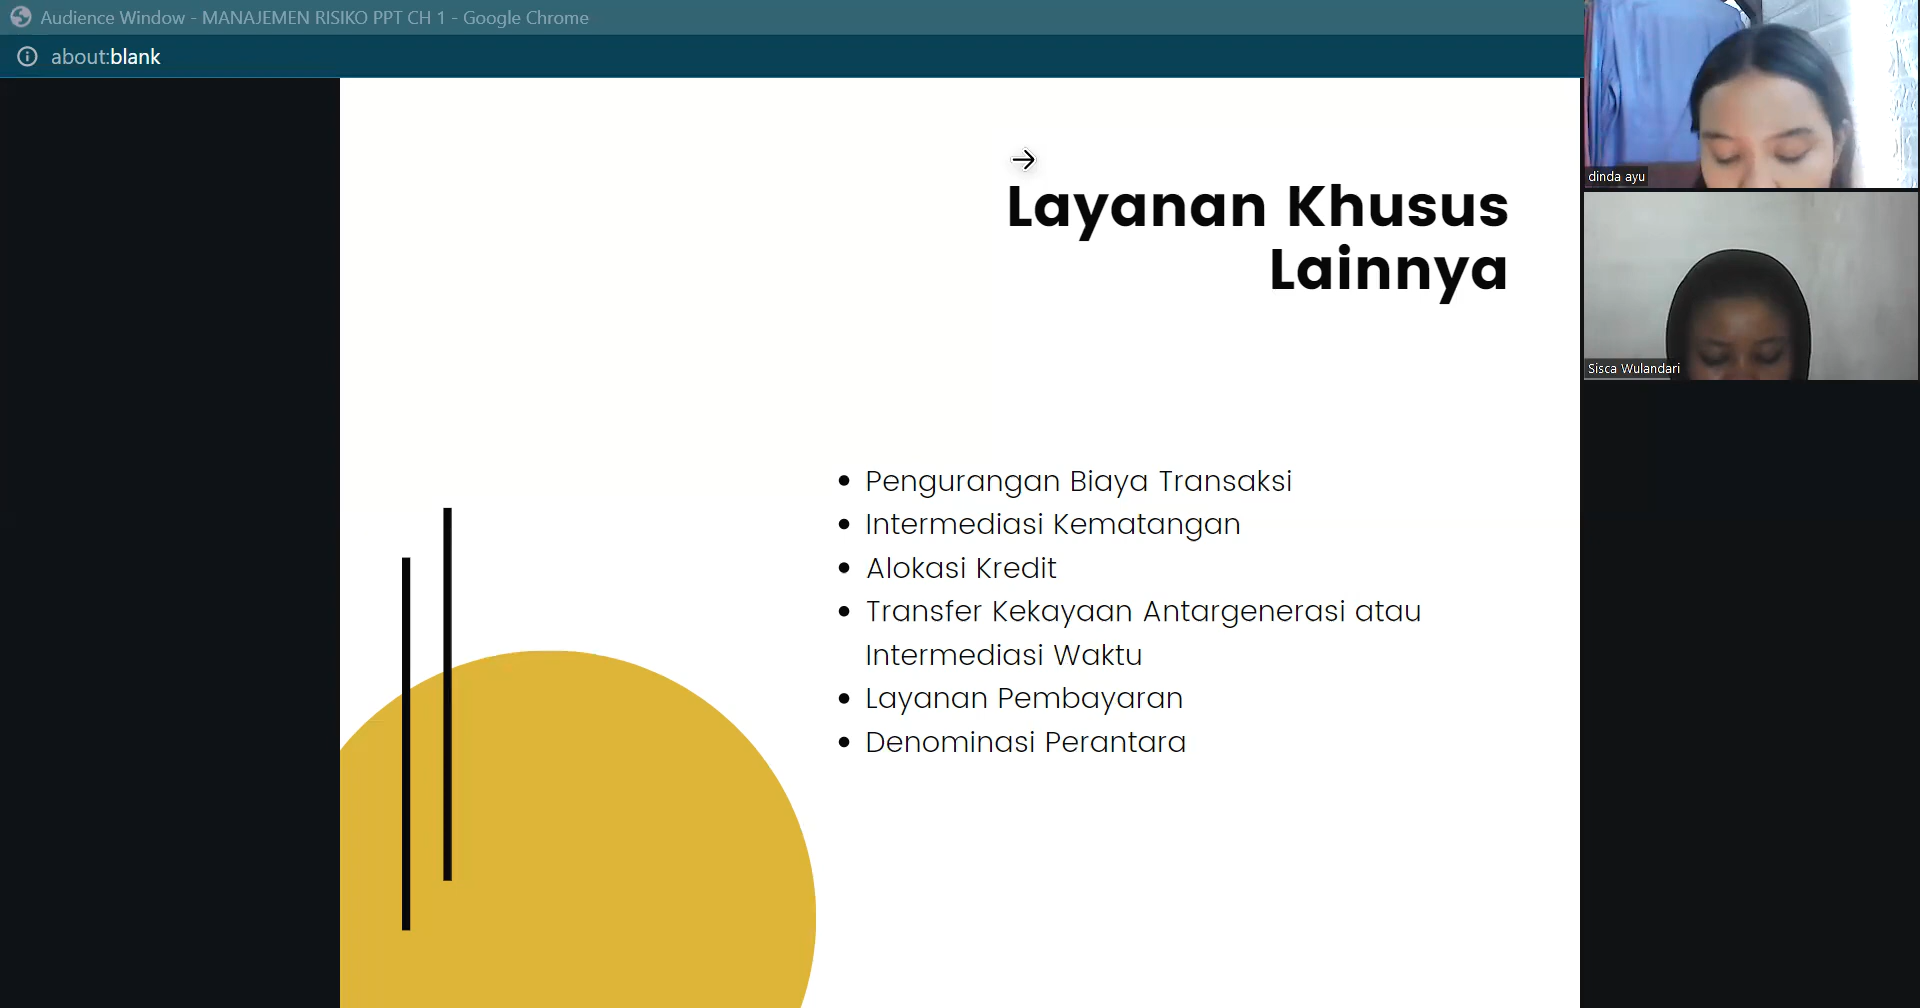 Audience Window - MANAJEMEN RISIKO PPT CH 1 - Google Chrome
about:blank
Layanan Khusus
Lainnya
• Pengurangan Biaya Transaksi
• Intermediasi Kematangan
• Alokasi Kredit
• Transfer Kekayaan Antargenerasi atau
Intermediasi Waktu
• Layanan Pembayaran
• Denominasi Perantara
dinda ayu
Sisca Wulandari